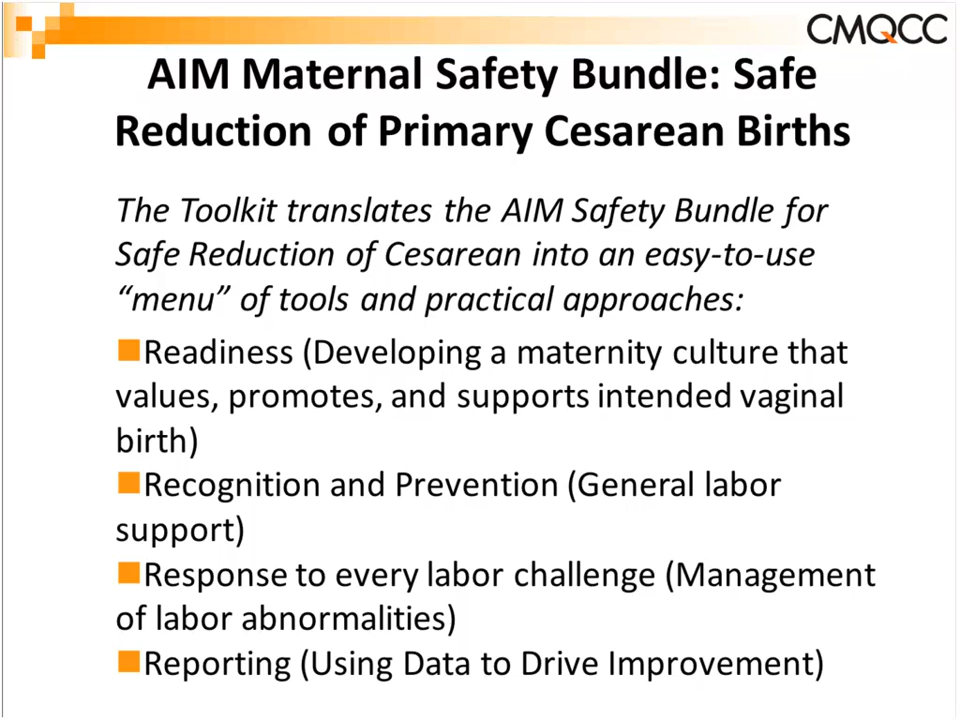 CMQCC
AIM Maternal Safety Bundle: Safe
Reduction of Primary Cesarean Births
The Toolkit translates the AIM Safety Bundle for
Safe Reduction of Cesarean into an easy-to-use
“menu” of tools and practical approaches:
Readiness (Developing a maternity culture that
values, promotes, and supports intended vaginal
birth)
Recognition and Prevention (General labor
support)
Response to every labor challenge (Management
of labor abnormalities)
Reporting (Using Data to Drive Improvement)